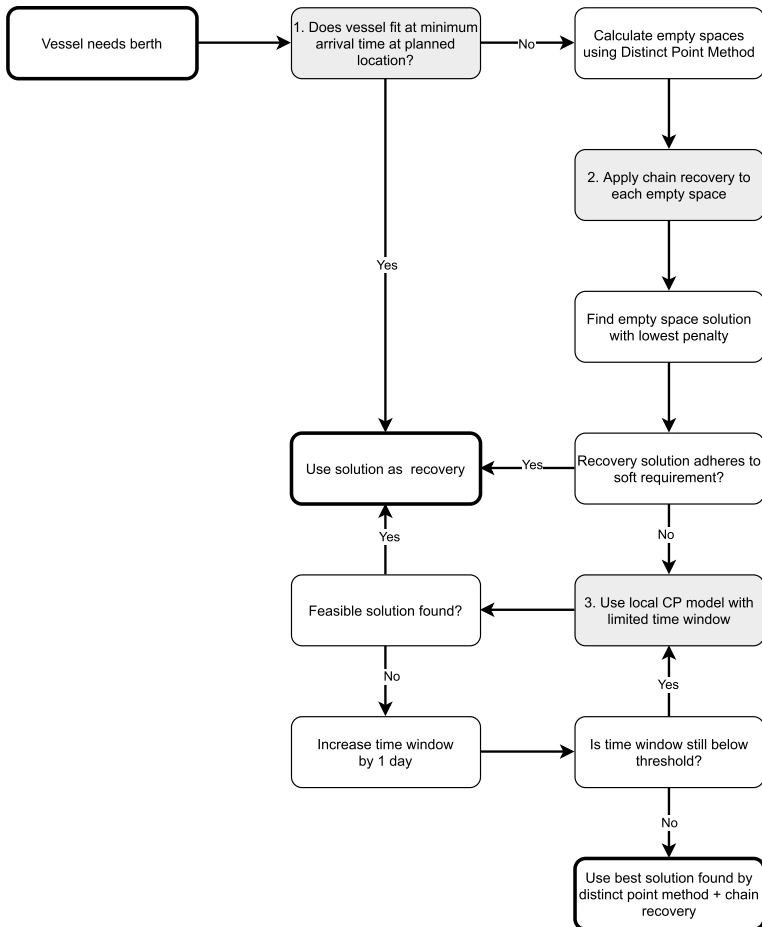 Vessel needs berth
1. Does vessel fit at minimum
arrival time at planned
location?
No
Calculate empty spaces
using Distinct Point Method
2. Apply chain recovery to
each empty space
Yes
Find empty space solution
with lowest penalty
Use solution as recovery
Yes
Recovery solution adheres to
soft requirement?
Yes
No
Feasible solution found?
3. Use local CP model with
limited time window
No
Yes
Increase time window
by 1 day
Is time window still below
threshold?
No
Use best solution found by
distinct point method + chain
recovery